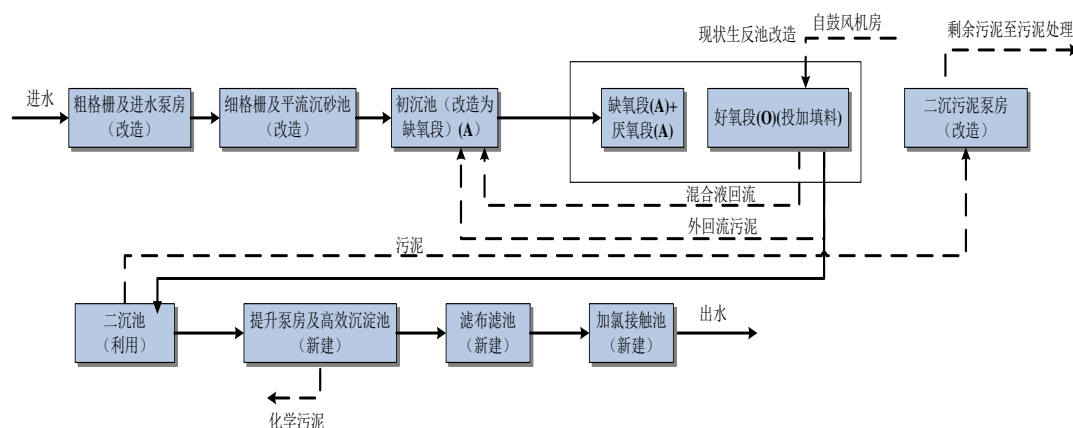 自鼓风机房
现状生反池改造
剩余污泥至污泥处理
进水
粗格栅及进水泵房
（改造）
细格栅及平流沉砂池
（改造）
初沉池（改造为
缺氧段）(A)
缺氧段(A)+
厌氧段(A)
好氧段(O)(投加填料)
二沉污泥泵房
（改造）
混合液回流
外回流污泥
污泥
二沉池
（利用）
提升泵房及高效沉淀池
（新建）
滤布滤池
（新建）
加氯接触池
（新建）
出水
化学污泥